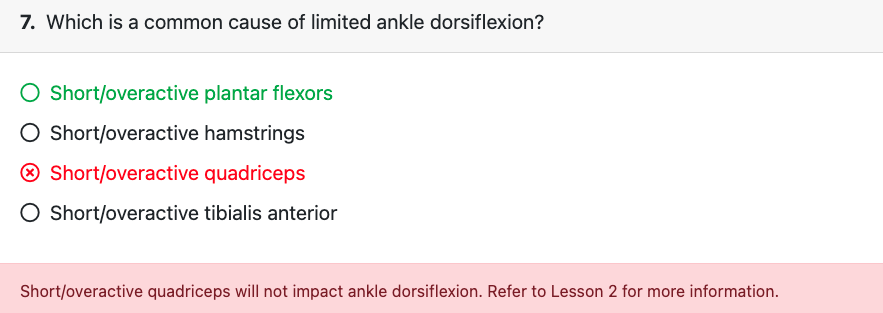 7. Which is a common cause of limited ankle dorsiflexion?
Short/overactive plantar flexors
Short/overactive hamstrings
Short/overactive quadriceps
Short/overactive tibialis anterior
Short/overactive quadriceps will not impact ankle dorsiflexion. Refer to Lesson 2 for more information.